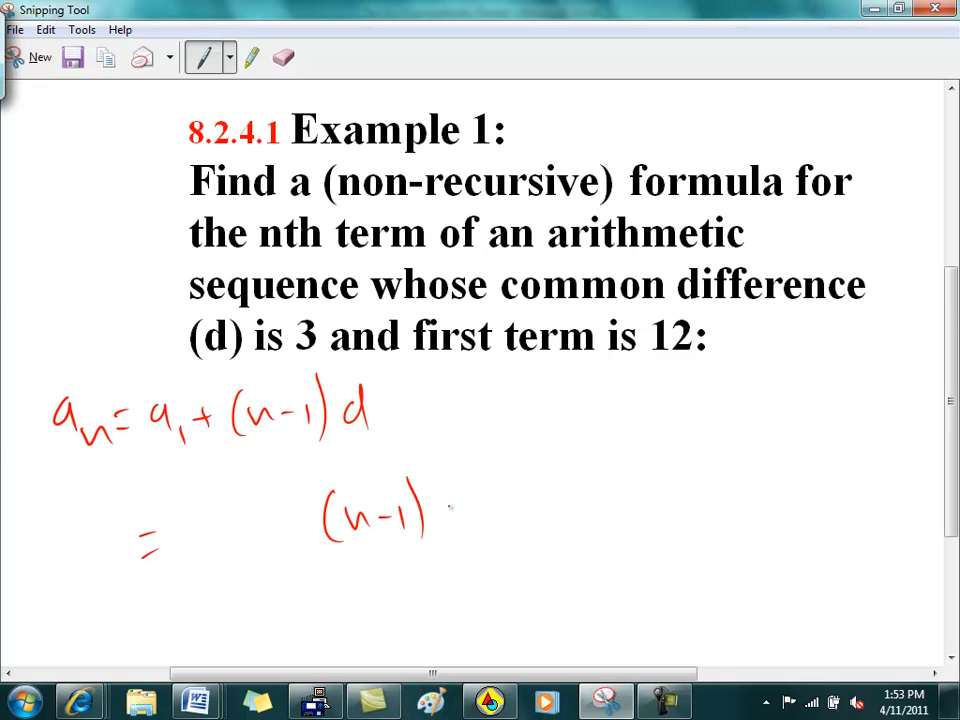 Snipping Tool
File Edit Tools Help
New
8.2.4.1 Example 1:
Find a (non-recursive) formula for
the nth term of an arithmetic
sequence whose common difference
(d) is 3 and first term is 12:
aₙ = a₁ + (n-1) d
= (n-1)
1:53 PM
4/11/2011